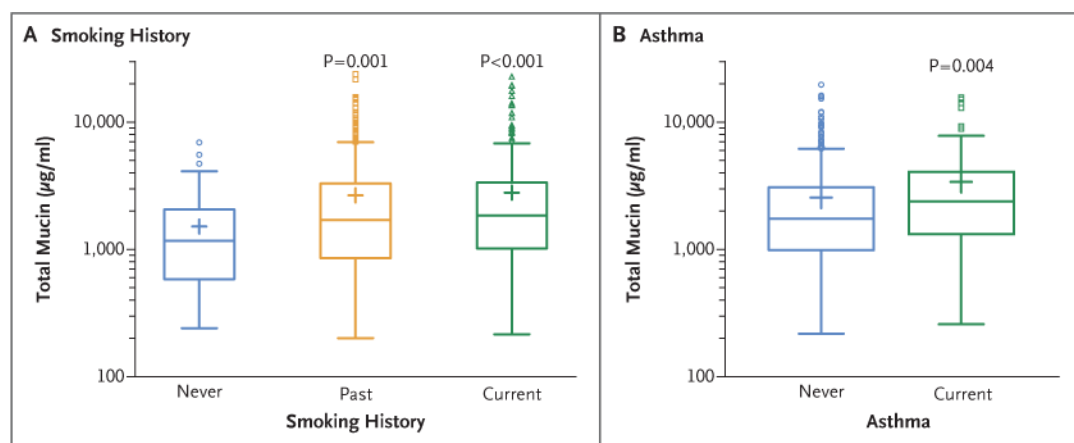 A Smoking History
P=0.001
P<0.001
10,000
1,000
100
Total Mucin (µg/ml)
Never
Past
Current
Smoking History
B Asthma
P=0.004
10,000
1,000
100
Total Mucin (µg/ml)
Never
Current
Asthma